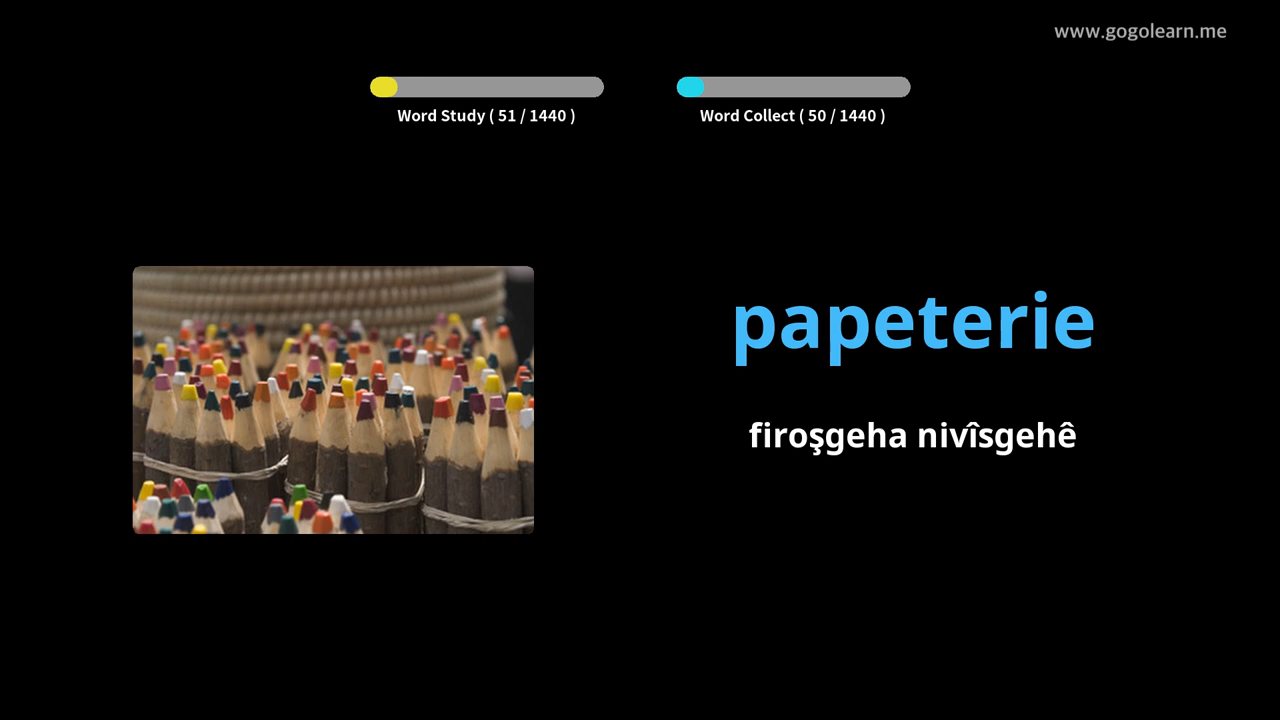 www.gogolearn.me
Word Study ( 51 / 1440 )
Word Collect ( 50 / 1440 )
papeterie
firoşgeha nivîsgehê